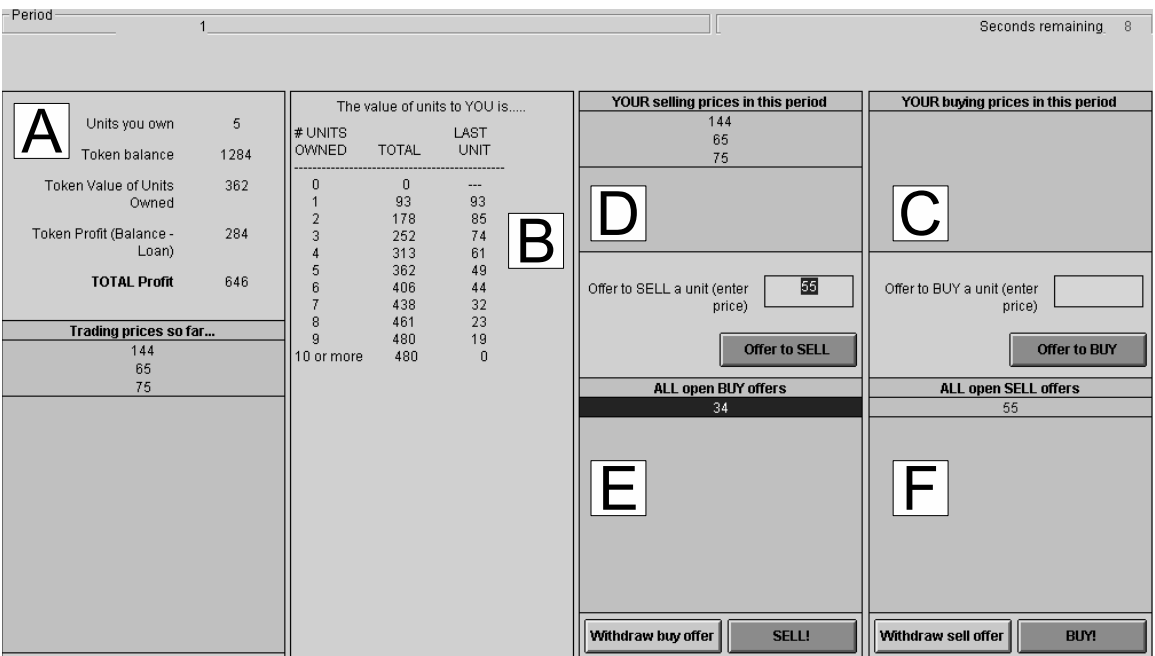 Period
1
Seconds remaining 8
A
Units you own 5
Token balance 1284
Token Value of Units 362
Owned
Token Profit (Balance - 284
Loan)
TOTAL Profit 646
Trading prices so far...
144
65
75
The value of units to YOU is.....
# UNITS LAST
OWNED TOTAL UNIT
--------------------------------------------------
0 0 ---
1 93 93
2 178 85
3 252 74
4 313 61
5 362 49
6 406 44
7 438 32
8 461 23
9 480 19
10 or more 480 0
B
YOUR selling prices in this period
144
65
75
D
Offer to SELL a unit (enter 55
price)
Offer to SELL
ALL open BUY offers
34
E
Withdraw buy offer SELL!
YOUR buying prices in this period
C
Offer to BUY a unit (enter
price)
Offer to BUY
ALL open SELL offers
55
F
Withdraw sell offer BUY!